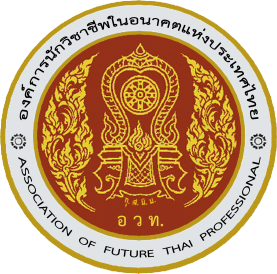 องค์การนักวิชาชีพในอนาคตแห่งประเทศไทย
อ ว ท.
ASSOCIATION OF FUTURE THAI PROFESSIONAL